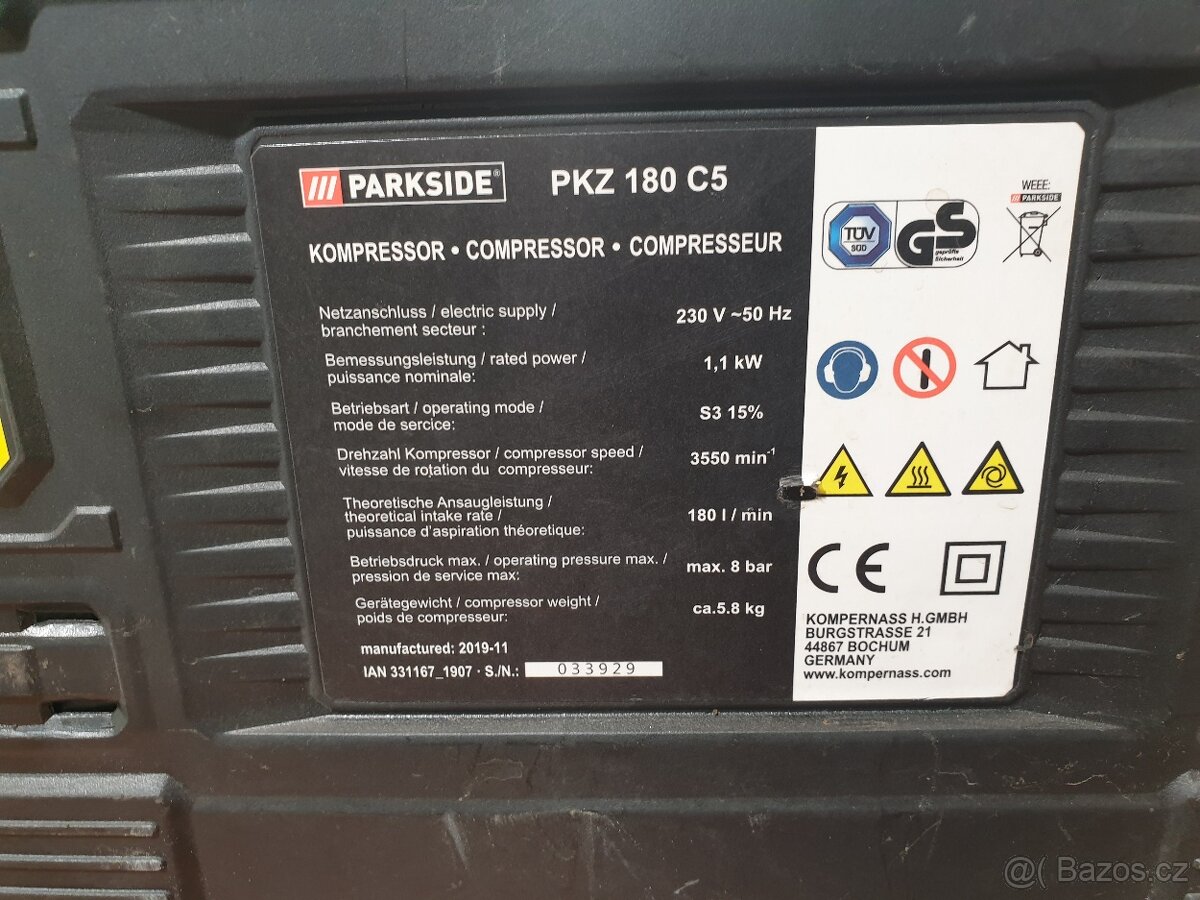 PARKSIDE®
PKZ 180 C5
KOMPRESSOR • COMPRESSOR • COMPRESSEUR
Netzanschluss / electric supply /
branchement secteur :
230 V ~50 Hz
Bemessungsleistung / rated power /
puissance nominale:
1,1 kW
Betriebsart / operating mode /
mode de sercice:
S3 15%
Drehzahl Kompressor / compressor speed /
vitesse de rotation du compresseur:
3550 min⁻¹
Theoretische Ansaugleistung /
theoretical intake rate /
puissance d'aspiration théoretique:
180 l / min
Betriebsdruck max. / operating pressure max. /
pression de service max:
max. 8 bar
Gerätegewicht / compressor weight /
poids de compresseur:
ca.5.8 kg
manufactured: 2019-11
IAN 331167_1907 · S./N.: 033929
TÜV
SÜD
GS
geprüfte
Sicherheit
WEEE:
PARKSIDE
CE
KOMPERNASS H.GMBH
BURGSTRASSE 21
44867 BOCHUM
GERMANY
www.kompernass.com
@( Bazos.cz